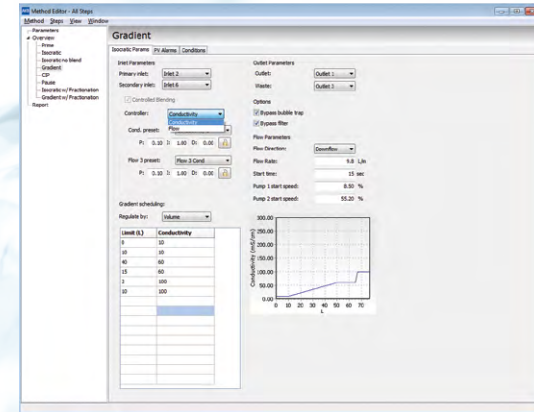 Method Editor - All Steps
Method Steps View Window
Parameters
Overview
Prime
Isocratic
Isocratic no blend
Gradient
CIP
Pause
Isocratic w/ Fractionation
Gradient w/ Fractionation
Report
Gradient
Isocratic Params PV Alarms Conditions
Inlet Parameters
Primary inlet: Inlet 2
Secondary inlet: Inlet 6
Controlled Blending
Controller: Conductivity
Conductivity
Flow
Cond. preset:
P: 0.10 I: 1.80 D: 0.00
Flow 3 preset: Flow 3 Cond
P: 0.10 I: 1.80 D: 0.00
Gradient scheduling:
Regulate by: Volume
Limit (L) Conductivity
0 10
10 10
40 60
15 60
2 100
10 100
Outlet Parameters
Outlet: Outlet 1
Waste:
Options
Bypass bubble trap
Bypass filter
Flow Parameters
Flow Direction: Downflow
Flow Rate: 9.8 L/m
Start time: 15 sec
Pump 1 start speed: 8.80 %
Pump 2 start speed: 55.20 %
Conductivity (mS/cm)
300.00
250.00
200.00
150.00
100.00
50.00
0.00
0 10 20 30 40 50 60 70
L